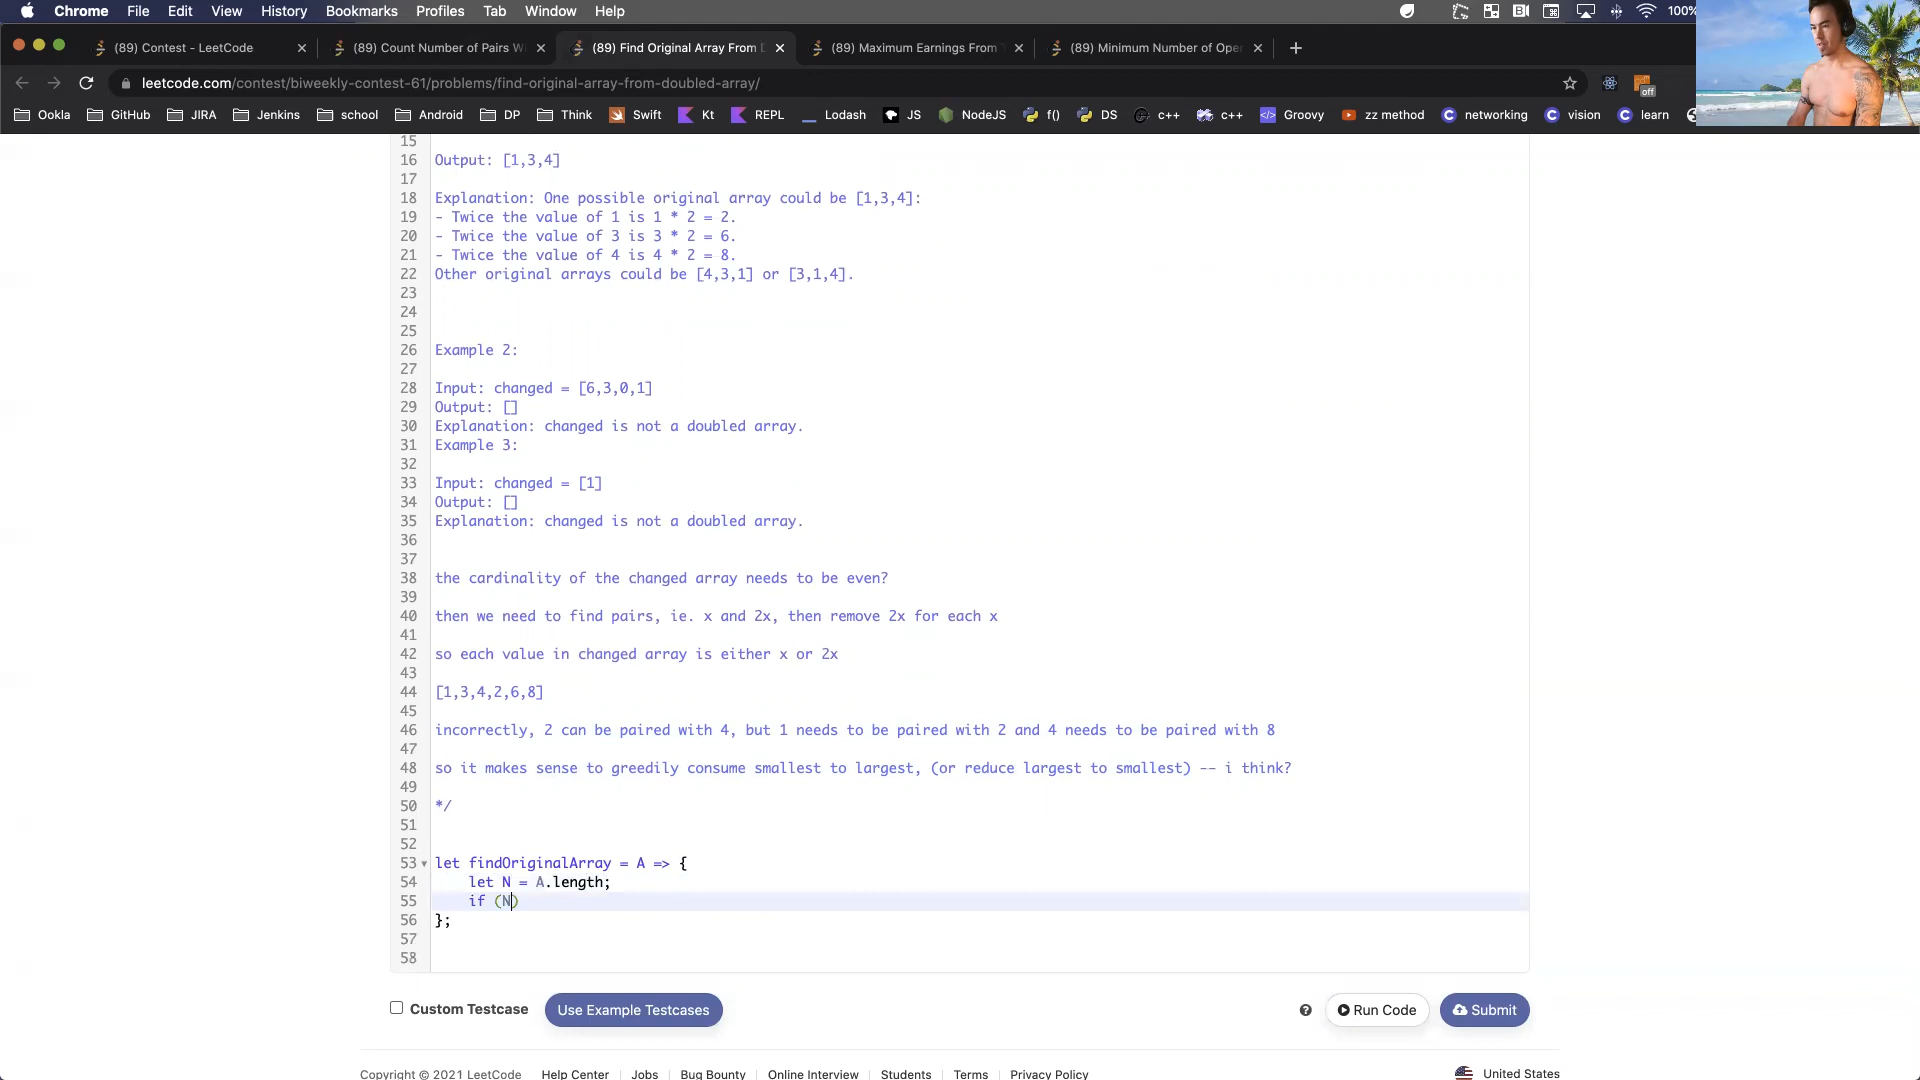 Chrome File Edit View History Bookmarks Profiles Tab Window Help 100%
(89) Contest - LeetCode (89) Count Number of Pairs W (89) Find Original Array From D (89) Maximum Earnings From T (89) Minimum Number of Oper
leetcode.com/contest/biweekly-contest-61/problems/find-original-array-from-doubled-array/ off
Ookla GitHub JIRA Jenkins school Android DP Think Swift Kt REPL Lodash JS NodeJS f() DS c++ c++ Groovy zz method networking vision learn
15
16 Output: [1,3,4]
17
18 Explanation: One possible original array could be [1,3,4]:
19 - Twice the value of 1 is 1 * 2 = 2.
20 - Twice the value of 3 is 3 * 2 = 6.
21 - Twice the value of 4 is 4 * 2 = 8.
22 Other original arrays could be [4,3,1] or [3,1,4].
23
24
25
26 Example 2:
27
28 Input: changed = [6,3,0,1]
29 Output: []
30 Explanation: changed is not a doubled array.
31 Example 3:
32
33 Input: changed = [1]
34 Output: []
35 Explanation: changed is not a doubled array.
36
37
38 the cardinality of the changed array needs to be even?
39
40 then we need to find pairs, ie. x and 2x, then remove 2x for each x
41
42 so each value in changed array is either x or 2x
43
44 [1,3,4,2,6,8]
45
46 incorrectly, 2 can be paired with 4, but 1 needs to be paired with 2 and 4 needs to be paired with 8
47
48 so it makes sense to greedily consume smallest to largest, (or reduce largest to smallest) -- i think?
49
50 */
51
52
53 let findOriginalArray = A => {
54 let N = A.length;
55 if (N)
56 };
57
58
Custom Testcase Use Example Testcases ? Run Code Submit
Copyright © 2021 LeetCode Help Center | Jobs | Bug Bounty | Online Interview | Students | Terms | Privacy Policy United States